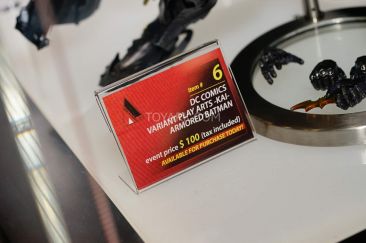 Item # 6
DC COMICS
VARIANT PLAY ARTS -KAI-
ARMORED BATMAN
event price $ 100 (tax included)
AVAILABLE FOR PURCHASE TODAY!